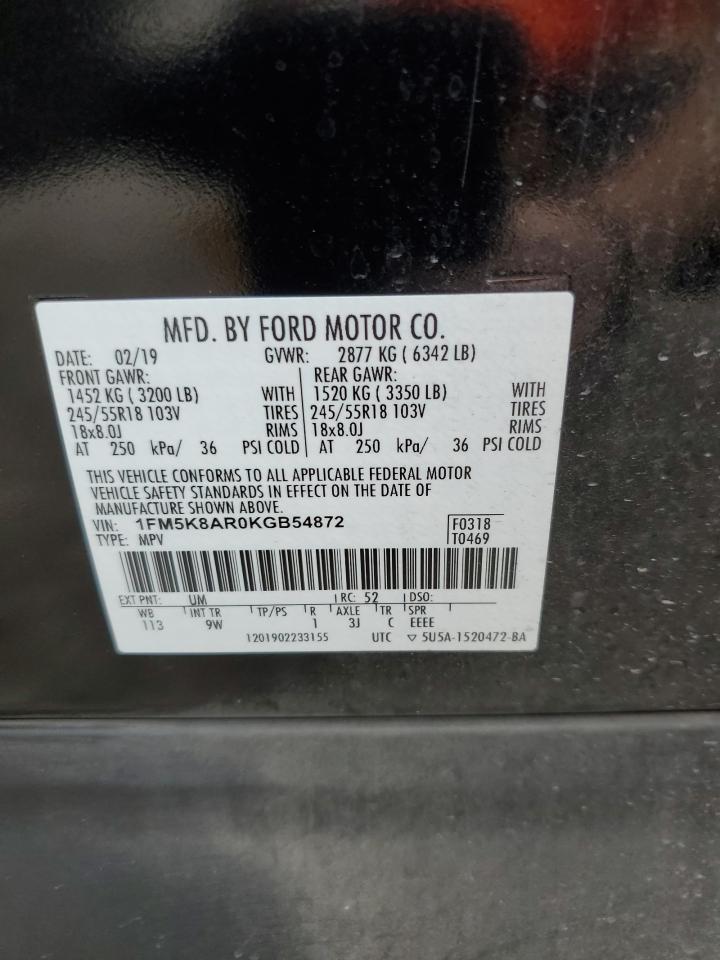 MFD. BY FORD MOTOR CO.
DATE: 02/19 GVWR: 2877 KG ( 6342 LB)
FRONT GAWR: REAR GAWR:
1452 KG ( 3200 LB) WITH 1520 KG ( 3350 LB) WITH
245/55R18 103V TIRES 245/55R18 103V TIRES
18x8.0J RIMS 18x8.0J RIMS
AT 250 kPa/ 36 PSI COLD AT 250 kPa/ 36 PSI COLD
THIS VEHICLE CONFORMS TO ALL APPLICABLE FEDERAL MOTOR
VEHICLE SAFETY STANDARDS IN EFFECT ON THE DATE OF
MANUFACTURE SHOWN ABOVE.
VIN: 1FM5K8AR0KGB54872 F0318
TYPE: MPV T0469
EXT PNT: UM RC: 52 DSO:
WB INT TR TP/PS R AXLE TR SPR
113 9W 1 3J C EEEE
1201902233155 UTC ▽ 5U5A-1520472-BA